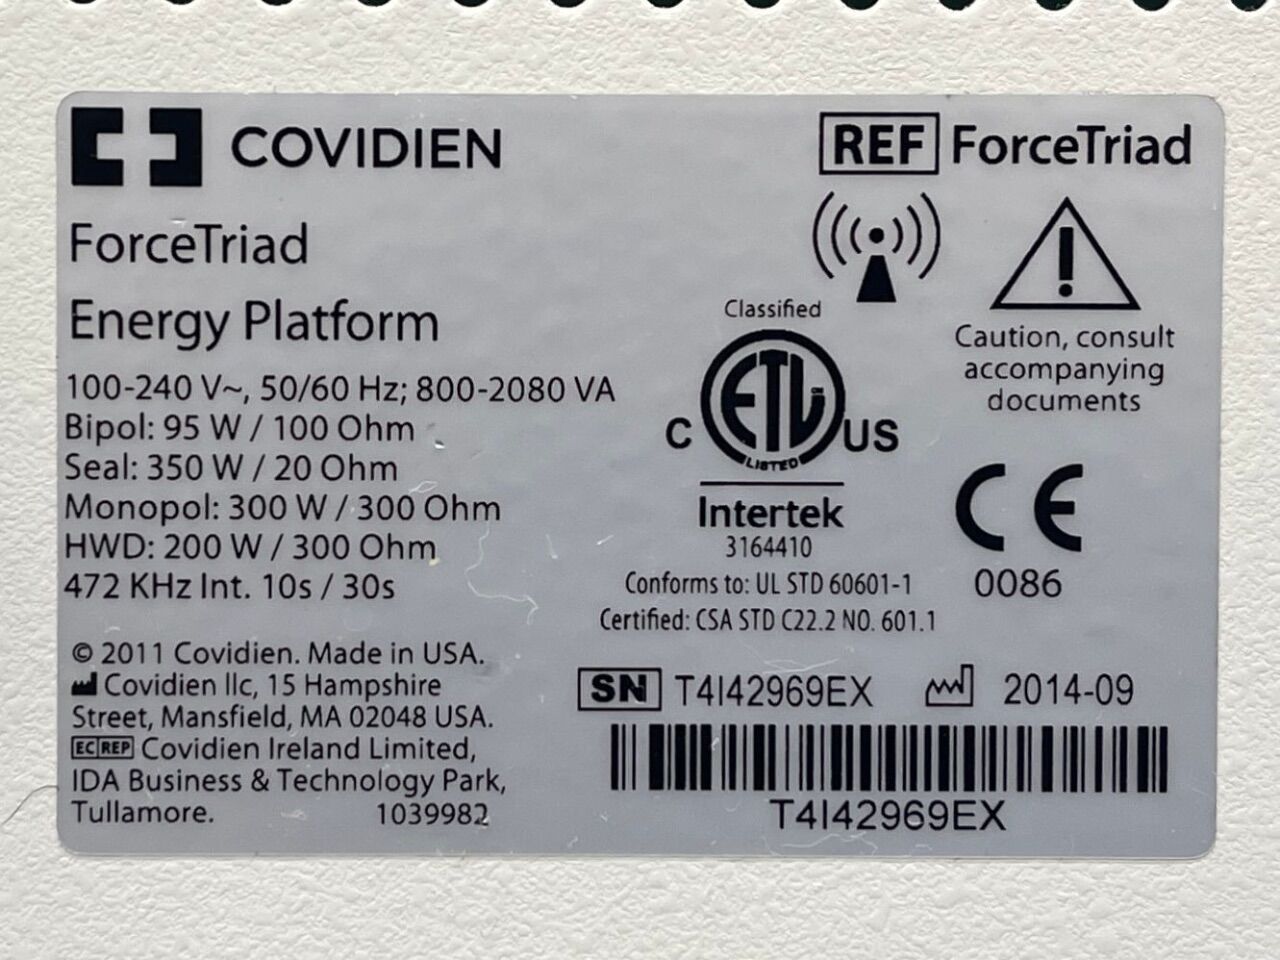 COVIDIEN
REF ForceTriad
ForceTriad
Energy Platform
100-240 V~, 50/60 Hz; 800-2080 VA
Bipol: 95 W / 100 Ohm
Seal: 350 W / 20 Ohm
Monopol: 300 W / 300 Ohm
HWD: 200 W / 300 Ohm
472 KHz Int. 10s / 30s
© 2011 Covidien. Made in USA.
Covidien llc, 15 Hampshire
Street, Mansfield, MA 02048 USA.
EC REP Covidien Ireland Limited,
IDA Business & Technology Park,
Tullamore. 1039982
Classified
C ETL US
LISTED
Intertek
3164410
Conforms to: UL STD 60601-1
Certified: CSA STD C22.2 NO. 601.1
!
Caution, consult
accompanying
documents
CE
0086
SN T4I42969EX 2014-09
T4I42969EX